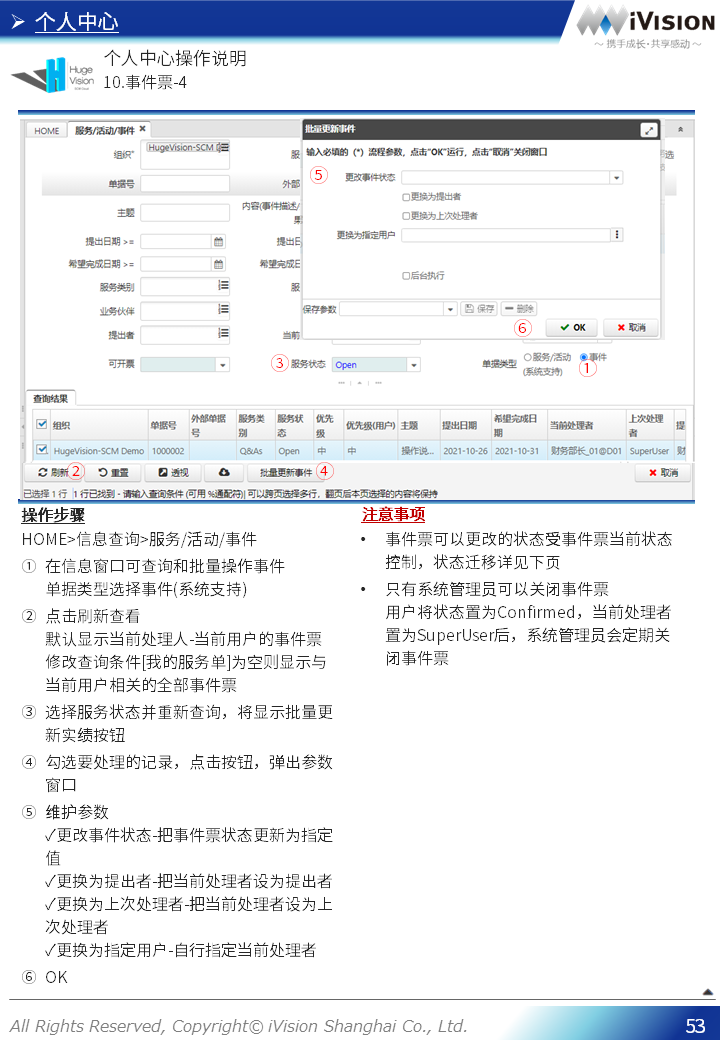 ➢ 个人中心
iVISION
～ 携手成长·共享感动 ～
Huge Vision
个人中心操作说明
10.事件票-4
HOME 服务/活动/事件 ✖
批量更新事件
输入必填的（*）流程参数，点击“OK”运行，点击“取消”关闭窗口
⑤ 更改事件状态
□更换为提出者
□更换为上次处理者
更换为指定用户
□后台执行
保存参数 保存 删除
⑥ OK 取消
组织* HugeVision-SCM
单据号 外部
主题 内容(事件描述/
提出日期 >=
希望完成日期 >= 希望完成日
服务类别
业务伙伴
提出者 当前
可开票 ③ 服务状态 Open 单据类型 ○服务/活动 事件
(系统支持) ①
查询结果
组织 单据号 外部单据号 服务类别 服务状态 优先级 优先级(用户) 主题 提出日期 希望完成日期 当前处理者 上次处理者 提
HugeVision-SCM Demo 1000002 Q&As Open 中 中 操作说... 2021-10-26 2021-10-31 财务部长_01@D01 SuperUser 财
刷新 ② 重置 透视 批量更新事件 ④ 取消
已选择 1 行 1 行已找到 - 请输入查询条件 (可用 %通配符)| 可以跨页选择多行，翻页后本页选择的内容将保持
操作步骤
HOME>信息查询>服务/活动/事件
① 在信息窗口可查询和批量操作事件
单据类型选择事件(系统支持)
② 点击刷新查看
默认显示当前处理人-当前用户的事件票
修改查询条件[我的服务单]为空则显示与
当前用户相关的全部事件票
③ 选择服务状态并重新查询，将显示批量更
新实绩按钮
④ 勾选要处理的记录，点击按钮，弹出参数
窗口
⑤ 维护参数
✓更改事件状态-把事件票状态更新为指定
值
✓更换为提出者-把当前处理者设为提出者
✓更换为上次处理者-把当前处理者设为上
次处理者
✓更换为指定用户-自行指定当前处理者
⑥ OK
注意事项
• 事件票可以更改的状态受事件票当前状态
控制，状态迁移详见下页
• 只有系统管理员可以关闭事件票
用户将状态置为Confirmed，当前处理者
置为SuperUser后，系统管理员会定期关
闭事件票
All Rights Reserved, Copyright© iVision Shanghai Co., Ltd.
53